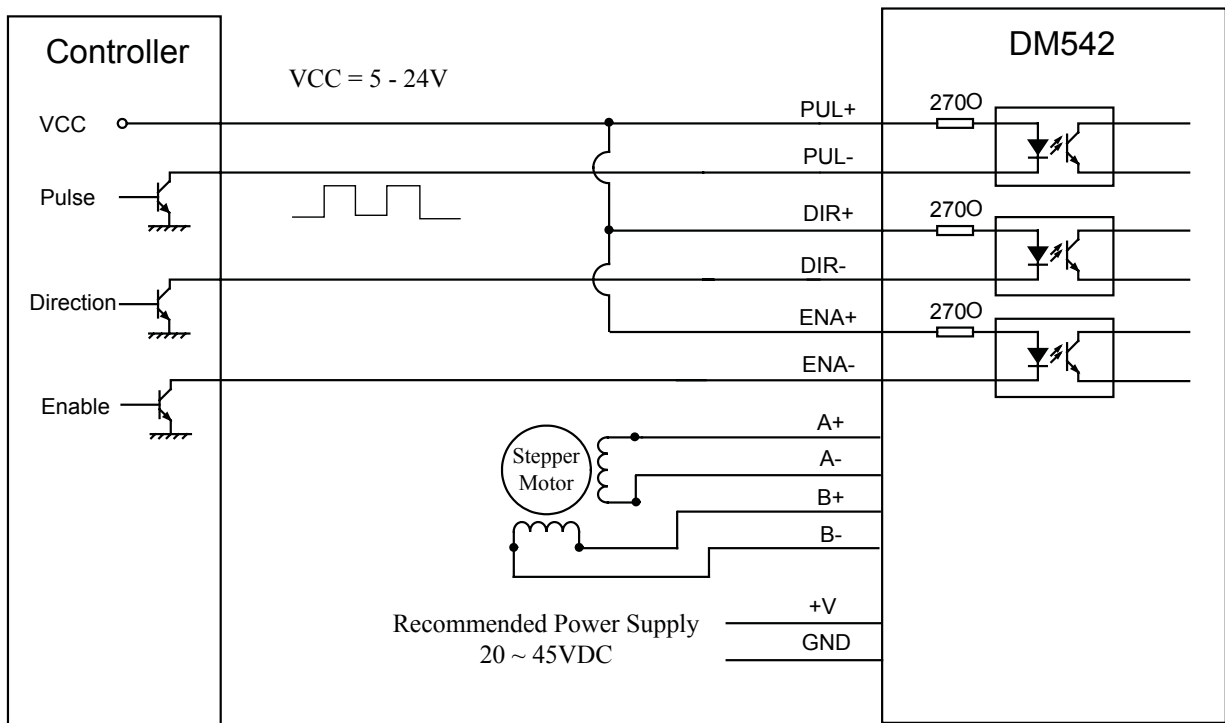 Controller
DM542
VCC = 5 - 24V
VCC
PUL+
270O
Pulse
PUL-
DIR+
270O
Direction
DIR-
ENA+
270O
Enable
ENA-
Stepper
Motor
A+
A-
B+
B-
Recommended Power Supply
20 ~ 45VDC
+V
GND